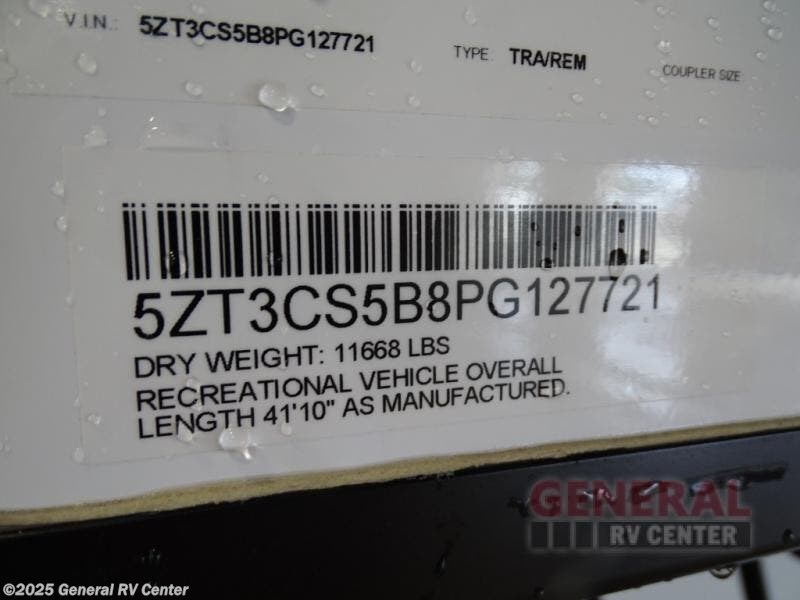 V.I.N.: 5ZT3CS5B8PG127721 TYPE: TRA/REM COUPLER SIZE:
5ZT3CS5B8PG127721
DRY WEIGHT: 11668 LBS
RECREATIONAL VEHICLE OVERALL
LENGTH 41'10" AS MANUFACTURED.
GENERAL
RV CENTER
©2025 General RV Center